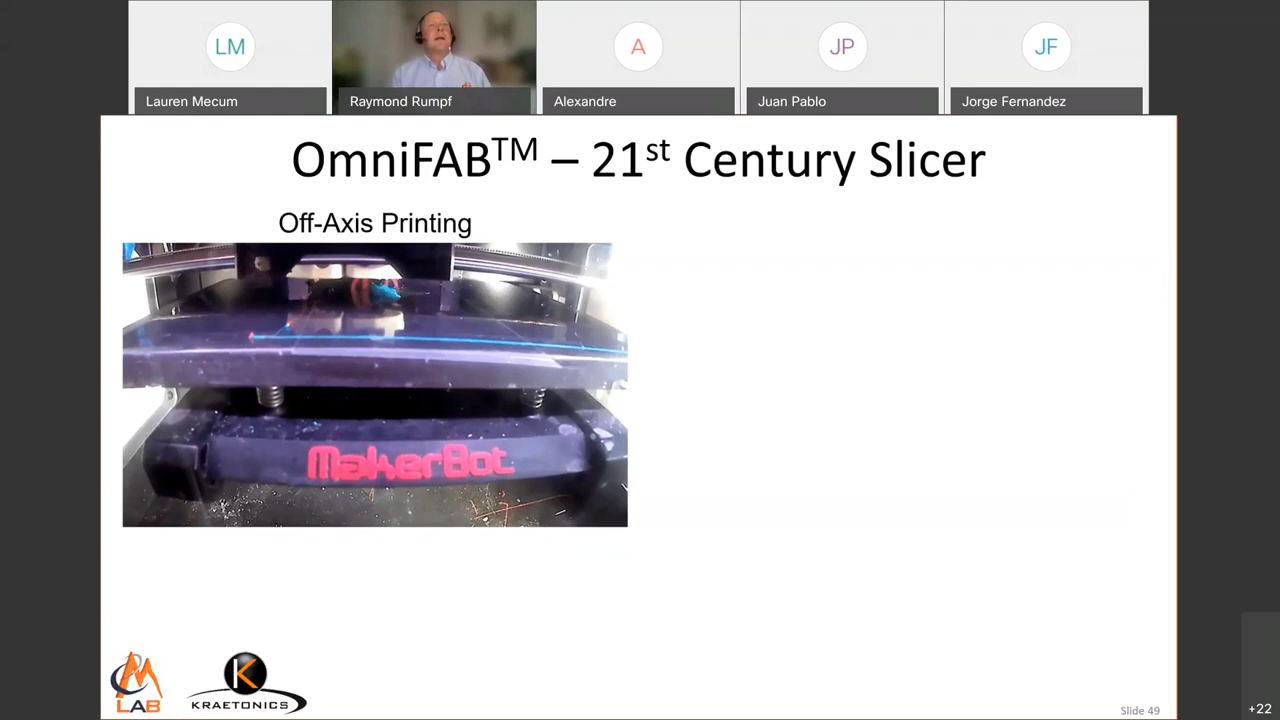 LM
A
JP
JF
Lauren Mecum
Raymond Rumpf
Alexandre
Juan Pablo
Jorge Fernandez
OmniFAB™ – 21st Century Slicer
Off-Axis Printing
MakerBot
M
LAB
K
KRAETONICS
Slide 49
+22